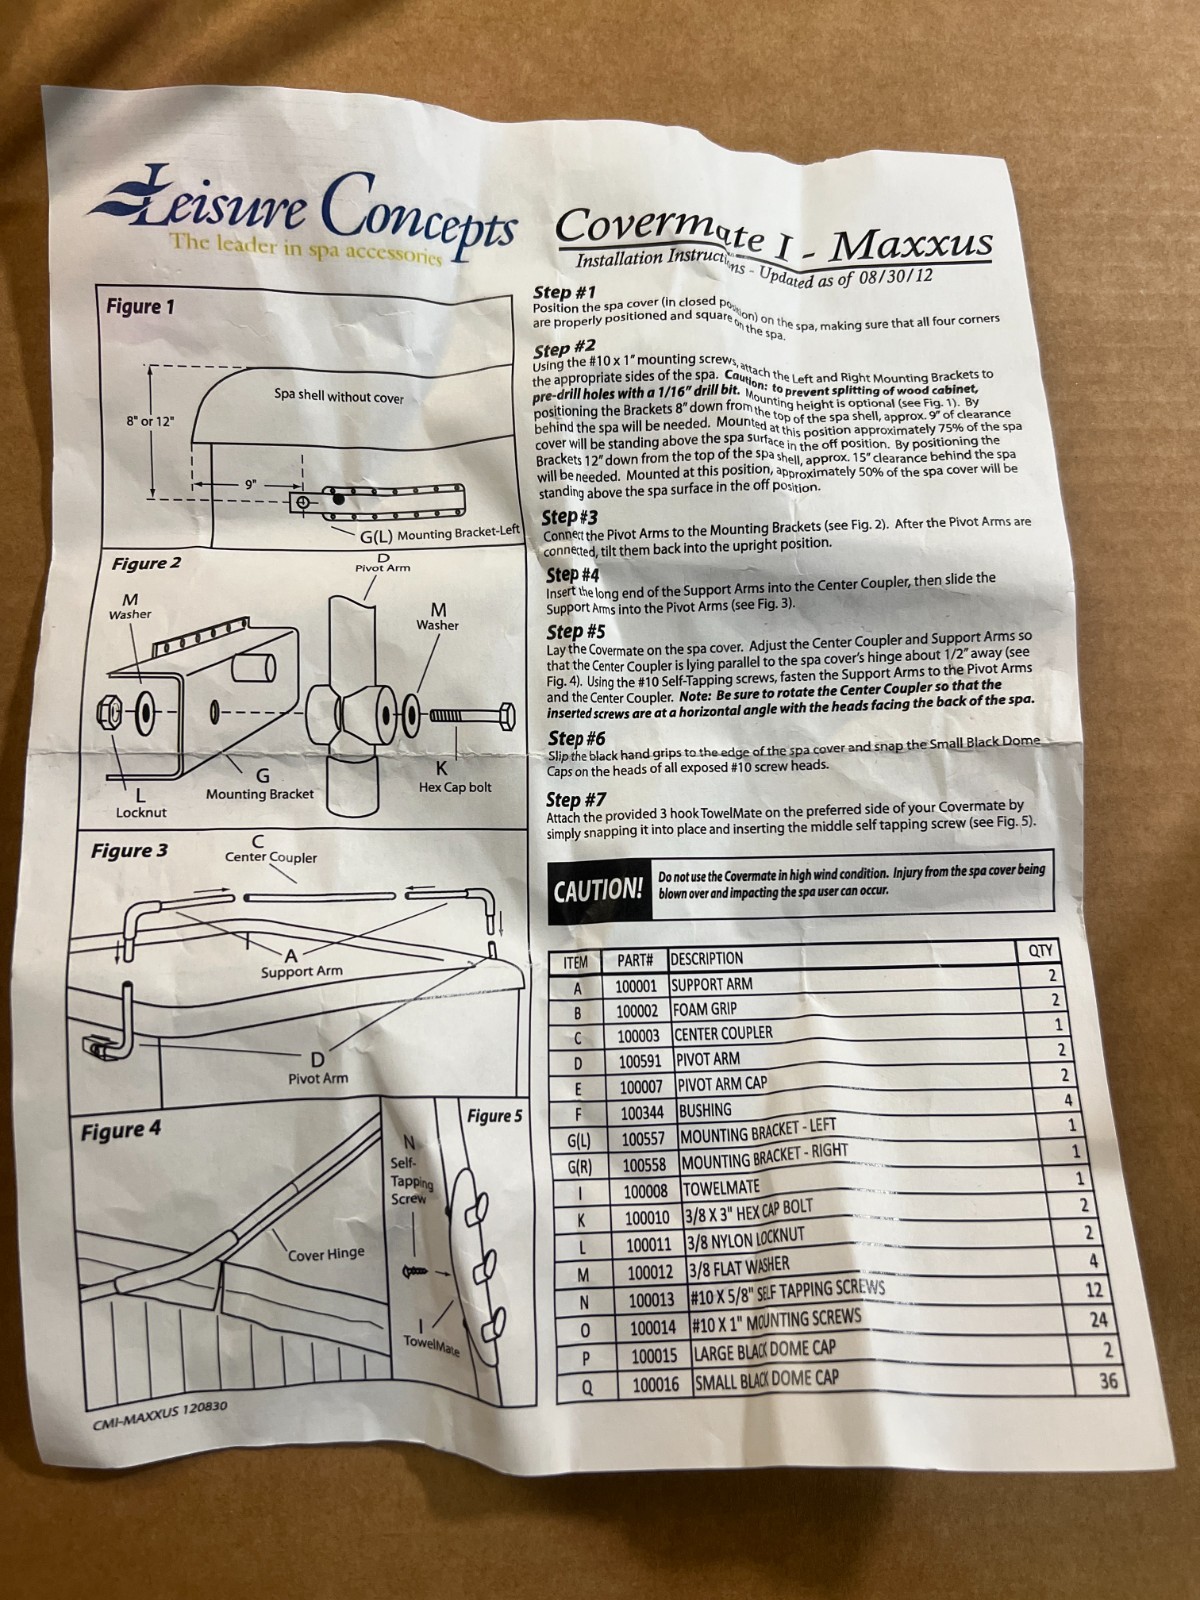 Leisure Concepts
The leader in spa accessories
Covermate I - Maxxus
Installation Instructions - Updated as of 08/30/12
Figure 1
Spa shell without cover
8" or 12"
9"
G(L) Mounting Bracket-Left
Figure 2
D
Pivot Arm
M
Washer
M
Washer
G
Mounting Bracket
K
Hex Cap bolt
L
Locknut
Figure 3
C
Center Coupler
A
Support Arm
D
Pivot Arm
Figure 4
Cover Hinge
Figure 5
N
Self-
Tapping
Screw
I
TowelMate
CMI-MAXXUS 120830
Step #1
Position the spa cover (in closed position) on the spa, making sure that all four corners
are properly positioned and square on the spa.
Step #2
Using the #10 x 1" mounting screws, attach the Left and Right Mounting Brackets to
the appropriate sides of the spa. Caution: to prevent splitting of wood cabinet,
pre-drill holes with a 1/16" drill bit. Mounting height is optional (see Fig. 1). By
positioning the Brackets 8" down from the top of the spa shell, approx. 9" of clearance
behind the spa will be needed. Mounted at this position approximately 75% of the spa
cover will be standing above the spa surface in the off position. By positioning the
Brackets 12" down from the top of the spa shell, approx. 15" clearance behind the spa
will be needed. Mounted at this position, approximately 50% of the spa cover will be
standing above the spa surface in the off position.
Step #3
Connect the Pivot Arms to the Mounting Brackets (see Fig. 2). After the Pivot Arms are
connected, tilt them back into the upright position.
Step #4
Insert the long end of the Support Arms into the Center Coupler, then slide the
Support Arms into the Pivot Arms (see Fig. 3).
Step #5
Lay the Covermate on the spa cover. Adjust the Center Coupler and Support Arms so
that the Center Coupler is lying parallel to the spa cover's hinge about 1/2" away (see
Fig. 4). Using the #10 Self-Tapping screws, fasten the Support Arms to the Pivot Arms
and the Center Coupler. Note: Be sure to rotate the Center Coupler so that the
inserted screws are at a horizontal angle with the heads facing the back of the spa.
Step #6
Slip the black hand grips to the edge of the spa cover and snap the Small Black Dome
Caps on the heads of all exposed #10 screw heads.
Step #7
Attach the provided 3 hook TowelMate on the preferred side of your Covermate by
simply snapping it into place and inserting the middle self tapping screw (see Fig. 5).
CAUTION!
Do not use the Covermate in high wind condition. Injury from the spa cover being
blown over and impacting the spa user can occur.
ITEM PART# DESCRIPTION QTY
A 100001 SUPPORT ARM 2
B 100002 FOAM GRIP 2
C 100003 CENTER COUPLER 1
D 100591 PIVOT ARM 2
E 100007 PIVOT ARM CAP 2
F 100344 BUSHING 4
G(L) 100557 MOUNTING BRACKET - LEFT 1
G(R) 100558 MOUNTING BRACKET - RIGHT 1
I 100008 TOWELMATE 1
K 100010 3/8 X 3" HEX CAP BOLT 2
L 100011 3/8 NYLON LOCKNUT 2
M 100012 3/8 FLAT WASHER 4
N 100013 #10 X 5/8" SELF TAPPING SCREWS 12
O 100014 #10 X 1" MOUNTING SCREWS 24
P 100015 LARGE BLACK DOME CAP 2
Q 100016 SMALL BLACK DOME CAP 36